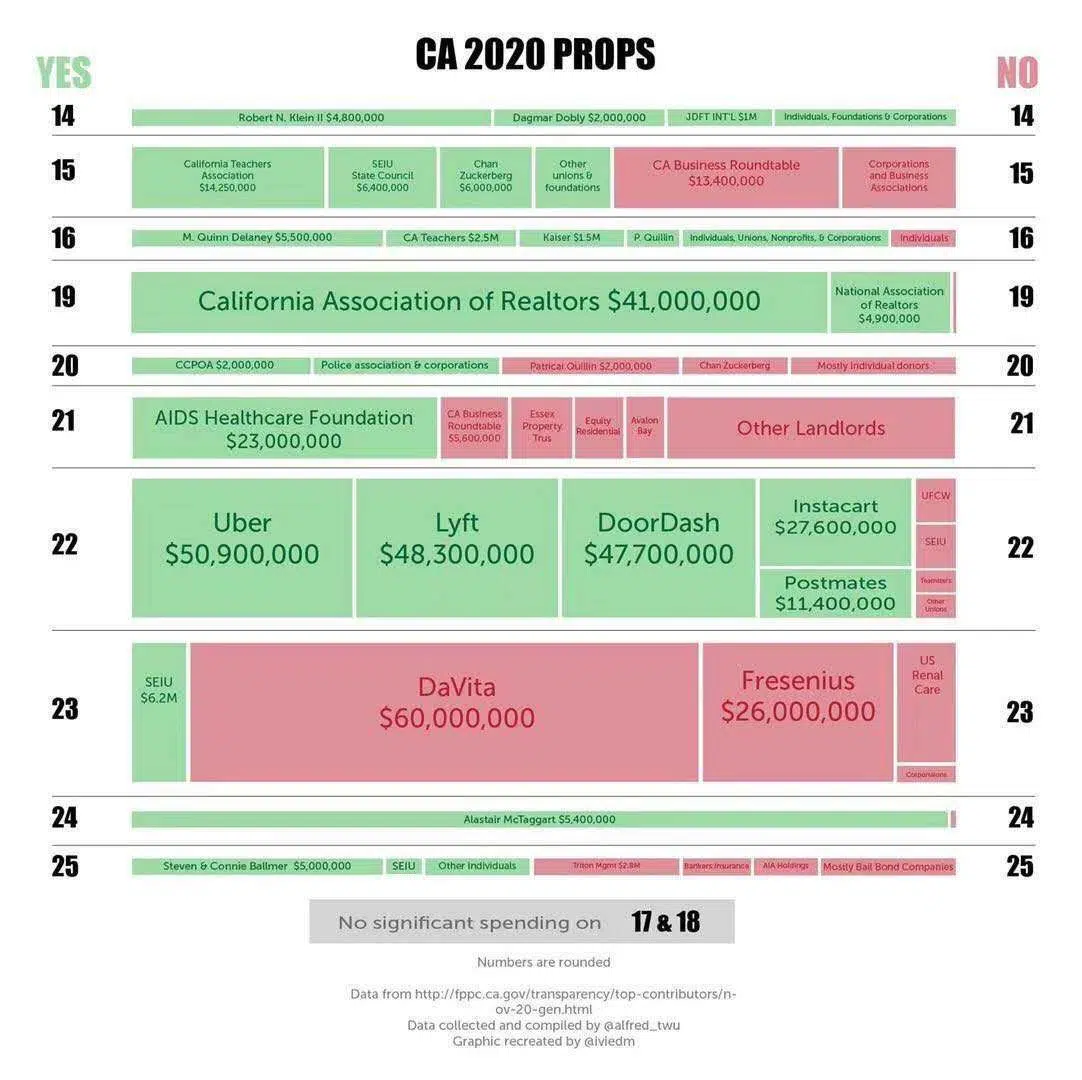 CA 2020 PROPS
YES
NO
14
Robert N. Klein II $4,800,000
Dagmar Dobly $2,000,000
JDFT INT'L $1M
Individuals, Foundations & Corporations
14
15
California Teachers
Association
$14,250,000
SEIU
State Council
$6,400,000
Chan
Zuckerberg
$6,000,000
Other
unions &
foundations
CA Business Roundtable
$13,400,000
Corporations
and Business
Associations
15
16
M. Quinn Delaney $5,500,000
CA Teachers $2.5M
Kaiser $1.5M
P. Quillin
Individuals, Unions, Nonprofits, & Corporations
Individuals
16
19
California Association of Realtors $41,000,000
National Association
of Realtors
$4,900,000
19
20
CCPOA $2,000,000
Police association & corporations
Patricai Quillin $2,000,000
Chan Zuckerberg
Mostly Individual donors
20
21
AIDS Healthcare Foundation
$23,000,000
CA Business
Roundtable
$5,600,000
Essex
Property
Trus
Equity
Residential
Avalon
Bay
Other Landlords
21
22
Uber
$50,900,000
Lyft
$48,300,000
DoorDash
$47,700,000
Instacart
$27,600,000
Postmates
$11,400,000
UFCW
SEIU
Teamsters
Other
Unions
22
23
SEIU
$6.2M
DaVita
$60,000,000
Fresenius
$26,000,000
US
Renal
Care
Corporations
23
24
Alastair McTaggart $5,400,000
24
25
Steven & Connie Ballmer $5,000,000
SEIU
Other Individuals
Triton Mgmt $2.8M
Bankers Insurance
AIA Holdings
Mostly Bail Bond Companies
25
No significant spending on 17 & 18
Numbers are rounded
Data from http://fppc.ca.gov/transparency/top-contributors/n-
ov-20-gen.html
Data collected and compiled by @alfred_twu
Graphic recreated by @iviedm